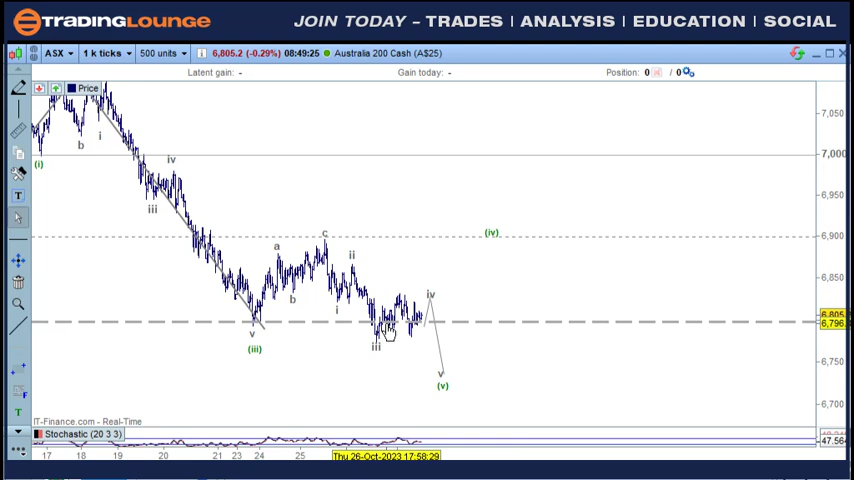 TRADINGLOUNGE JOIN TODAY - TRADES | ANALYSIS | EDUCATION | SOCIAL
ASX 1 k ticks 500 units i 6,805.2 (-0.29%) 08:49:25 Australia 200 Cash (A$25)
Latent gain: - Gain today: - Position: 0 / 0
Price
7,050
i
b
(i)
7,000
iv
6,950
iii
(iv)
c
6,900
a
ii
6,850
b
iv
i
6,805.
6,796.
v
iii
(iii)
6,750
v
(v)
6,700
IT-Finance.com - Real-Time
Stochastic (20 3 3)
47.564
17 18 19 20 21 23 24 25 Thu 26-Oct-2023 17:58:29